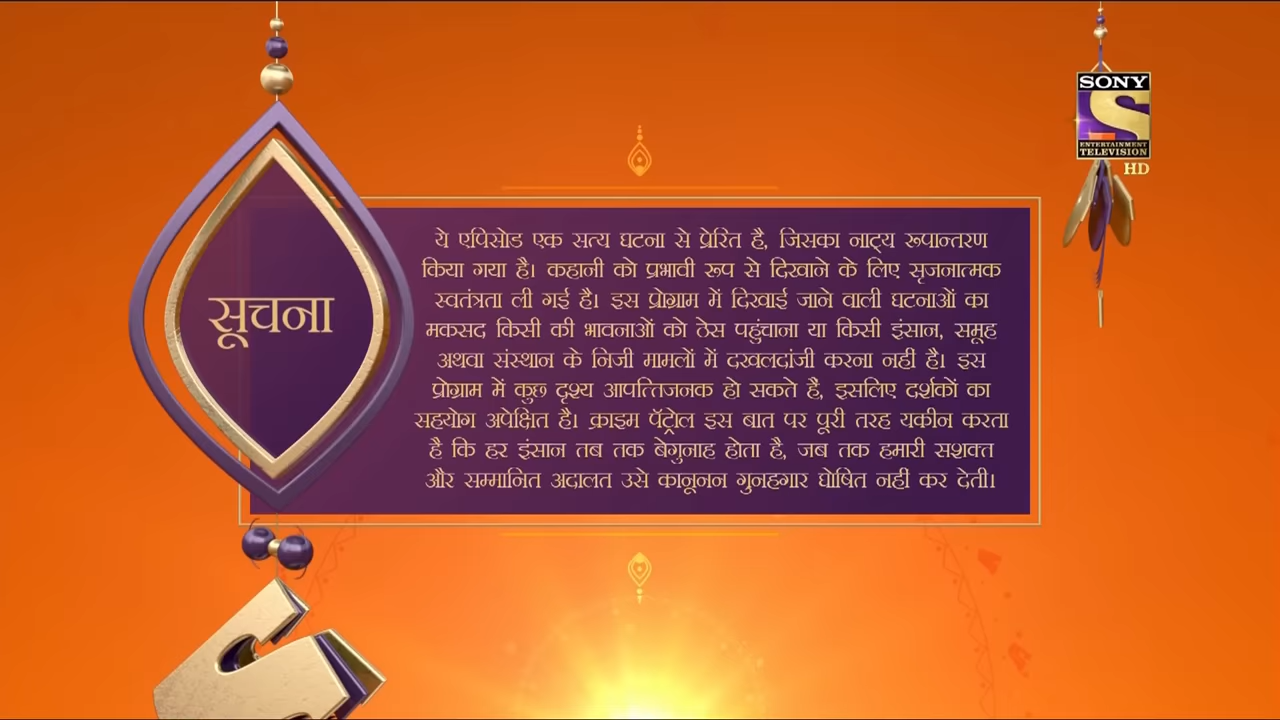 SONY
ENTERTAINMENT
TELEVISION
HD
सूचना
ये एपिसोड एक सत्य घटना से प्रेरित है, जिसका नाट्य रूपान्तरण
किया गया है। कहानी को प्रभावी रूप से दिखाने के लिए सृजनात्मक
स्वतंत्रता ली गई है। इस प्रोग्राम में दिखाई जाने वाली घटनाओं का
मकसद किसी की भावनाओं को ठेस पहुंचाना या किसी इंसान, समूह
अथवा संस्थान के निजी मामलों में दखलदांजी करना नहीं है। इस
प्रोग्राम में कुछ दृश्य आपत्तिजनक हो सकते हैं, इसलिए दर्शकों का
सहयोग अपेक्षित है। क्राइम पॅट्रोल इस बात पर पूरी तरह यकीन करता
है कि हर इंसान तब तक बेगुनाह होता है, जब तक हमारी सशक्त
और सम्मानित अदालत उसे कानूनन गुनहगार घोषित नहीं कर देती।